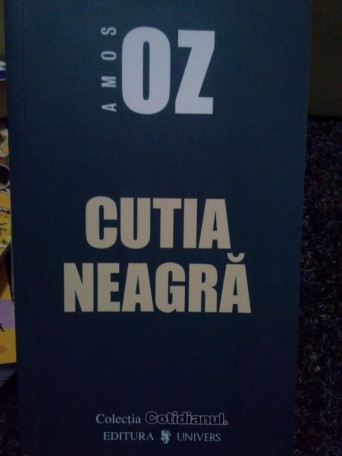 AMOS
OZ
CUTIA
NEAGRĂ
Colecția Cotidianul.
EDITURA UNIVERS